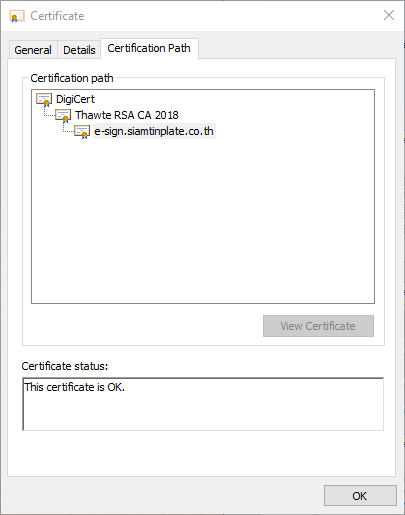 Certificate
General
Details
Certification Path
Certification path
DigiCert
Thawte RSA CA 2018
e-sign.siamtinplate.co.th
View Certificate
Certificate status:
This certificate is OK.
OK